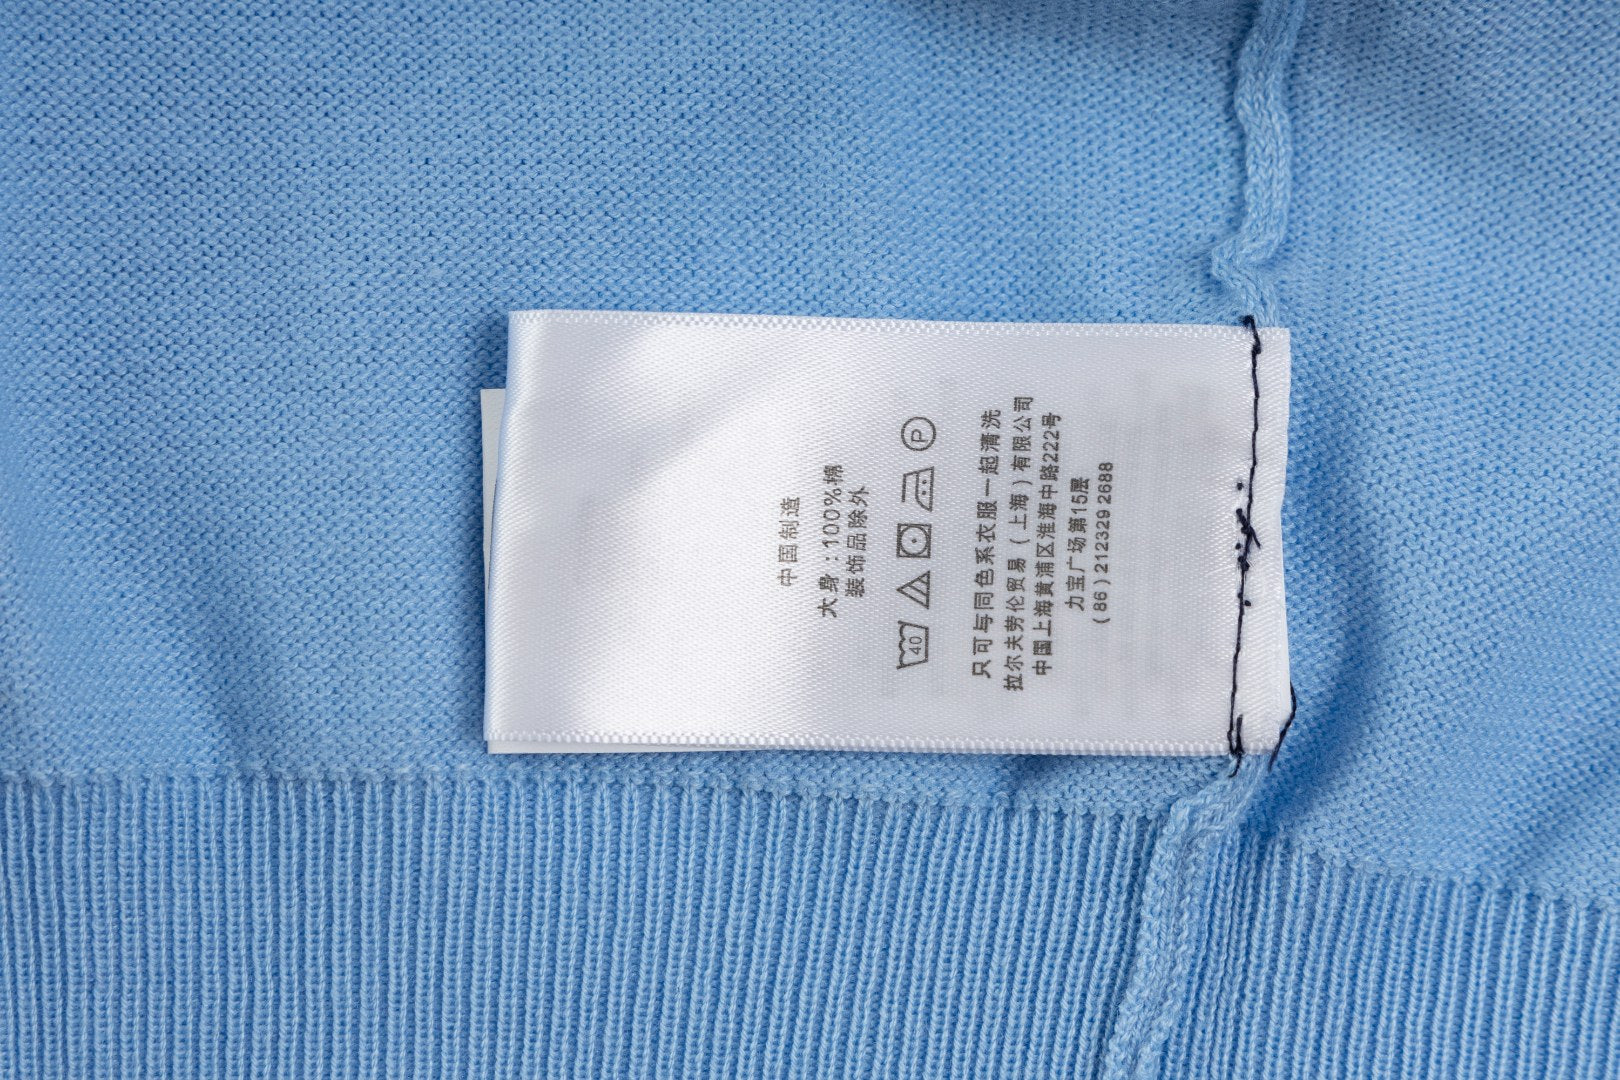 中国制造
大身:100%棉
装饰品除外
40 P
只可与同色系衣服一起清洗
拉尔夫劳伦贸易(上海)有限公司
中国上海黄浦区淮海中路222号
力宝广场第15层
(86)212329 2688